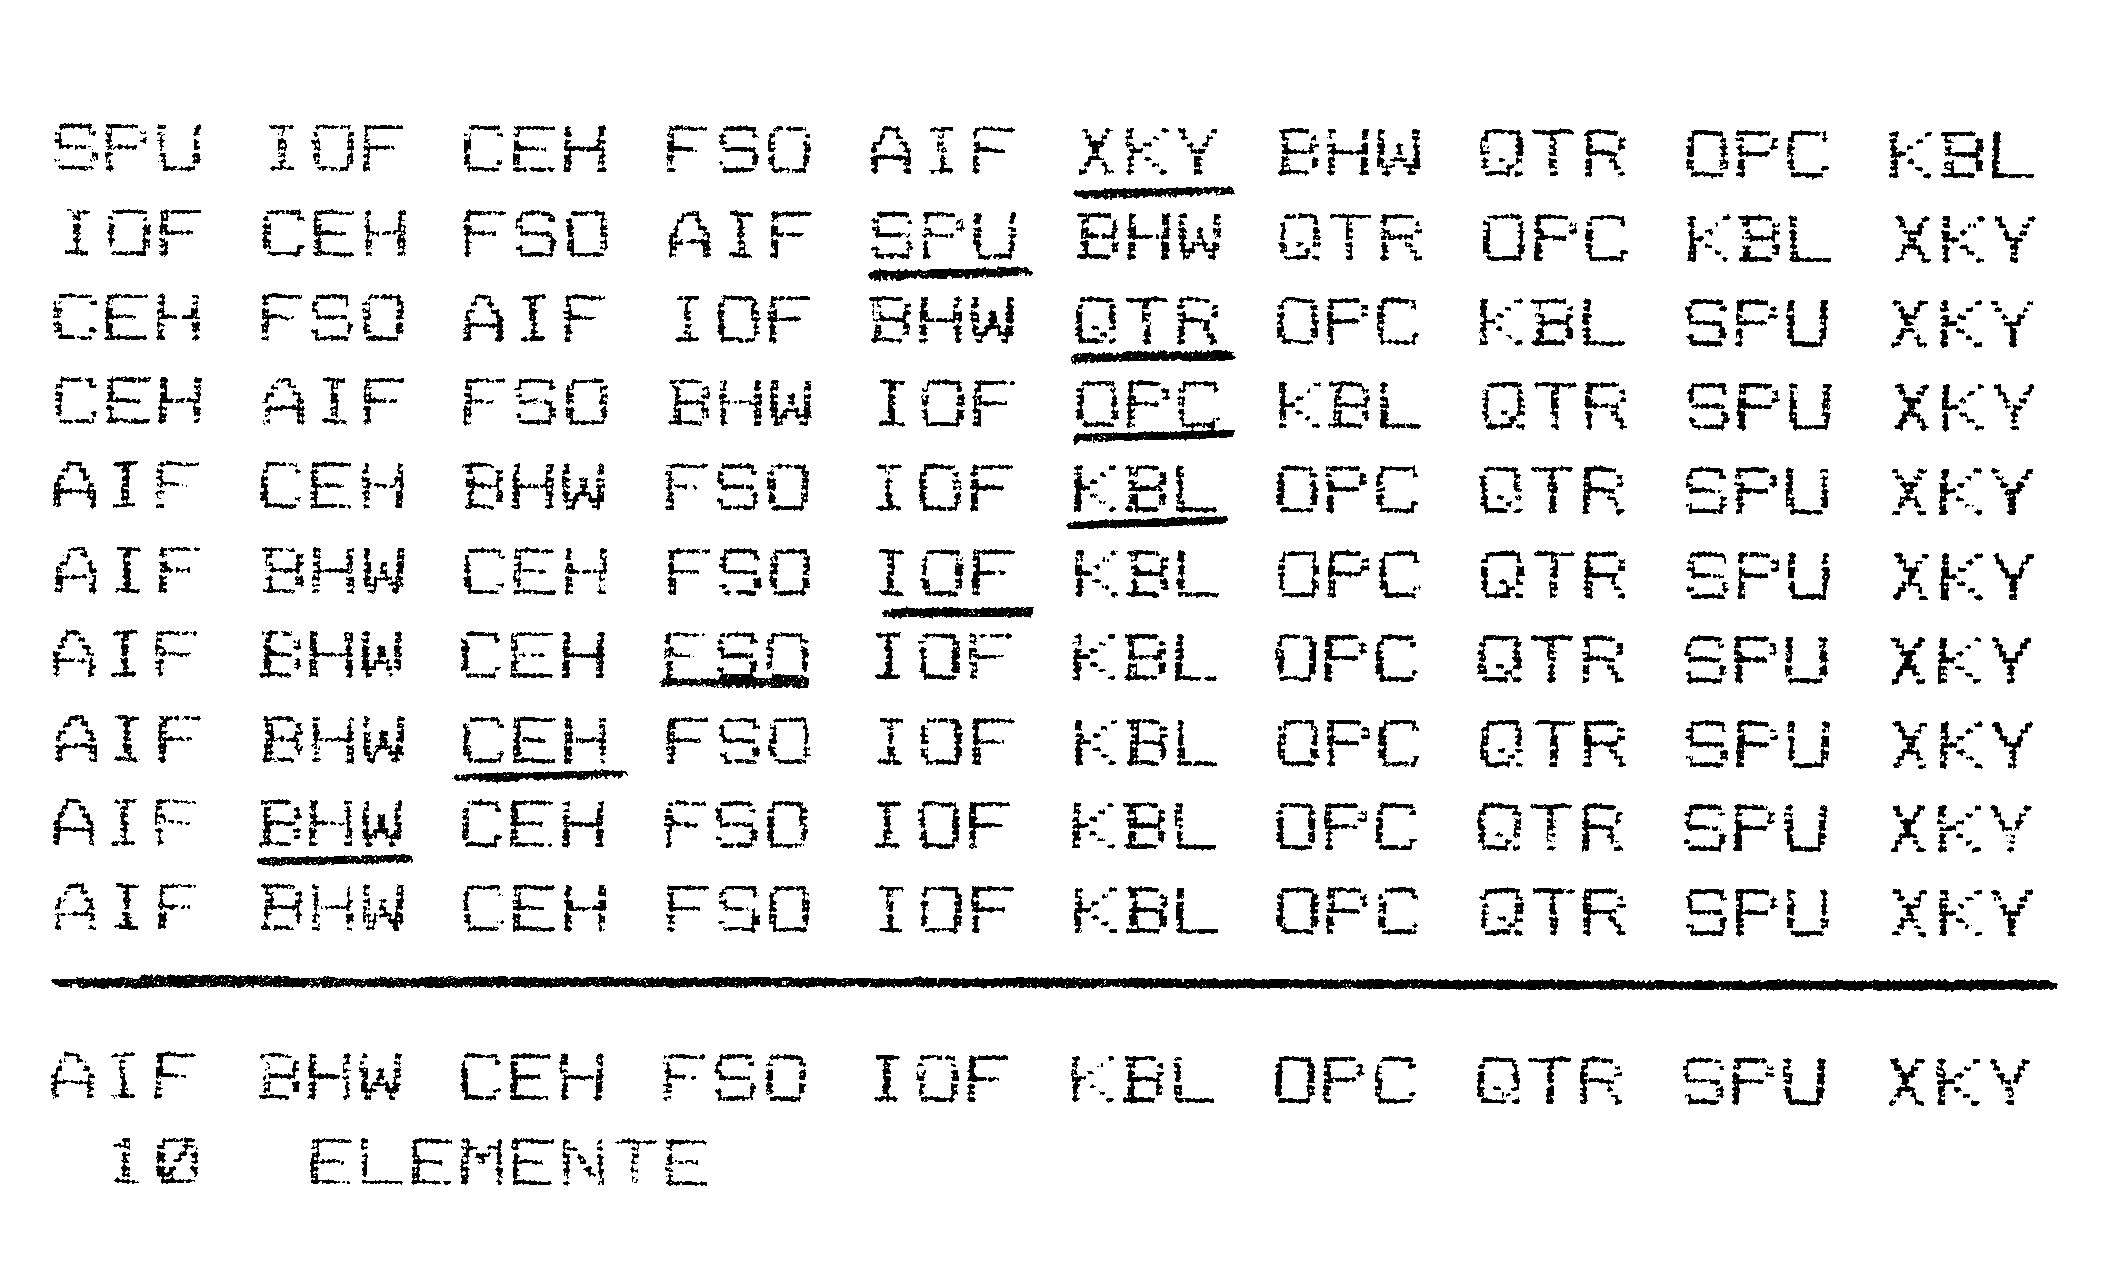 SPU IOF CEH FSO AIF XKY BHW QTR OPC KBL
IOF CEH FSO AIF SPU BHW QTR OPC KBL XKY
CEH FSO AIF IOF BHW QTR OPC KBL SPU XKY
CEH AIF FSO BHW IOF OPC KBL QTR SPU XKY
AIF CEH BHW FSO IOF KBL OPC QTR SPU XKY
AIF BHW CEH FSO IOF KBL OPC QTR SPU XKY
AIF BHW CEH FSO IOF KBL OPC QTR SPU XKY
AIF BHW CEH FSO IOF KBL OPC QTR SPU XKY
AIF BHW CEH FSO IOF KBL OPC QTR SPU XKY
AIF BHW CEH FSO IOF KBL OPC QTR SPU XKY
AIF BHW CEH FSO IOF KBL OPC QTR SPU XKY
10 ELEMENTE